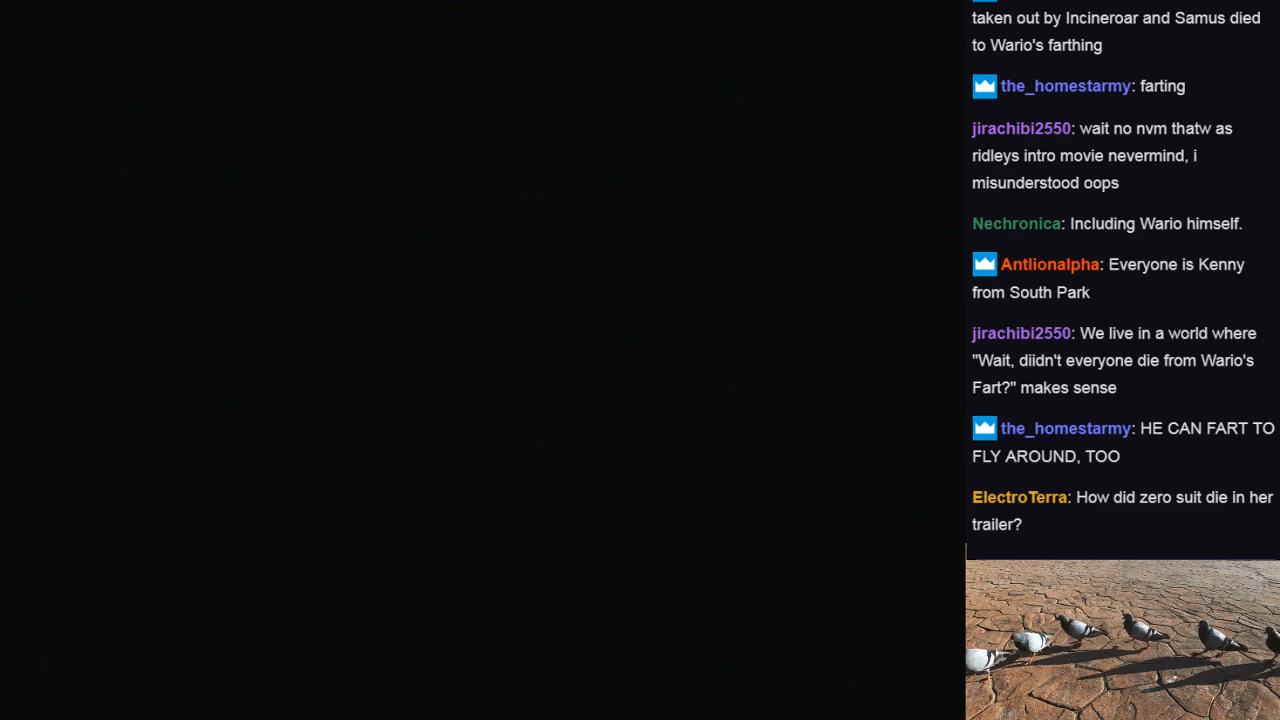 taken out by Incineroar and Samus died
to Wario's farthing
the_homestarmy: farting
jirachibi2550: wait no nvm thatw as
ridleys intro movie nevermind, i
misunderstood oops
Nechronica: Including Wario himself.
Antlionalpha: Everyone is Kenny
from South Park
jirachibi2550: We live in a world where
"Wait, diidn't everyone die from Wario's
Fart?" makes sense
the_homestarmy: HE CAN FART TO
FLY AROUND, TOO
ElectroTerra: How did zero suit die in her
trailer?